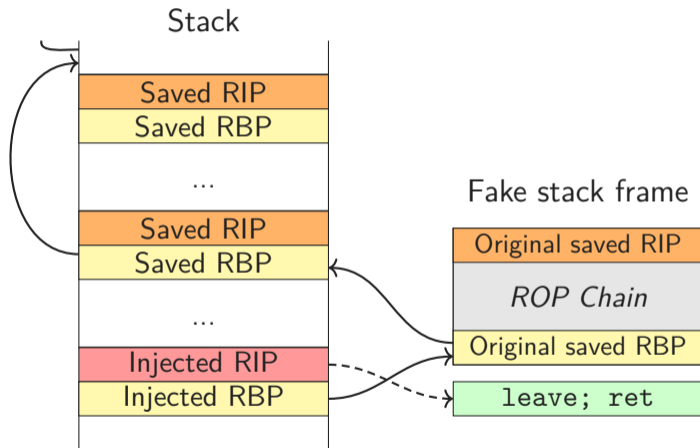 Stack
Saved RIP
Saved RBP
...
Saved RIP
Saved RBP
...
Injected RIP
Injected RBP
Fake stack frame
Original saved RIP
ROP Chain
Original saved RBP
leave; ret